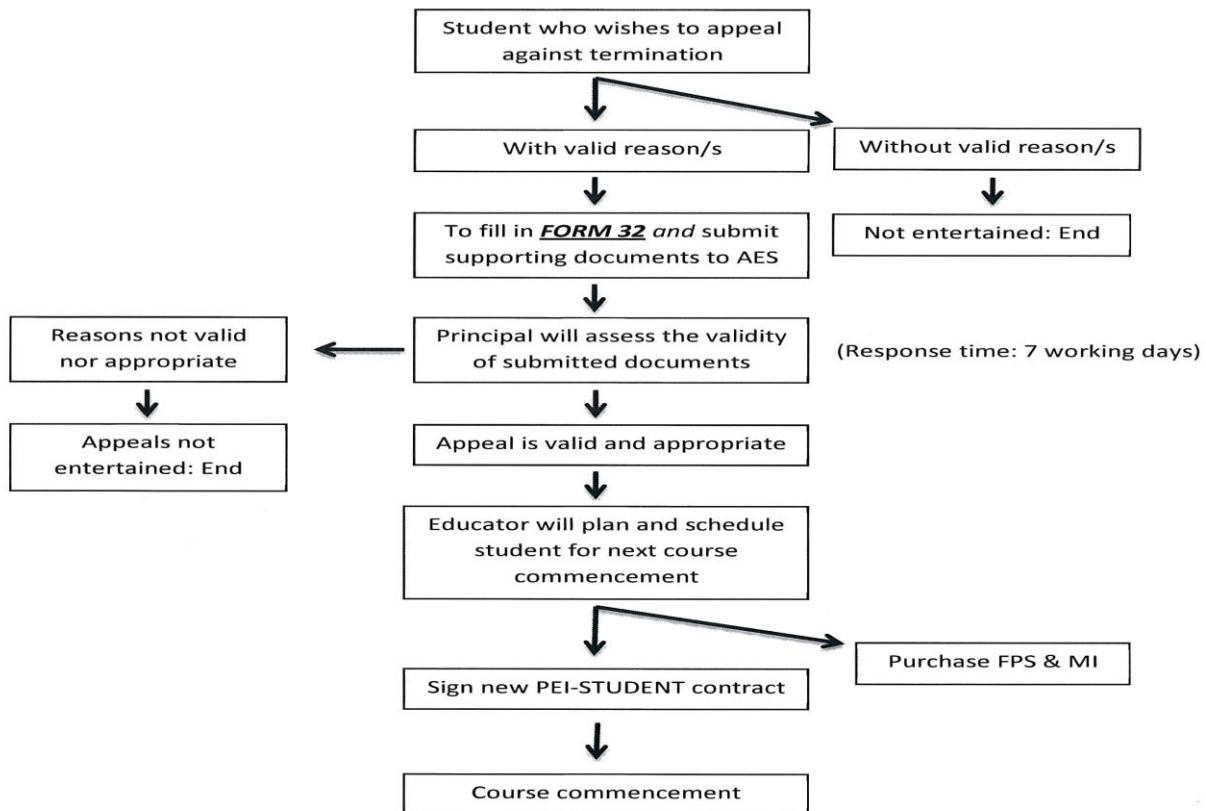 Student who wishes to appeal
against termination
With valid reason/s
Without valid reason/s
To fill in FORM 32 and submit
supporting documents to AES
Not entertained: End
Reasons not valid
nor appropriate
Principal will assess the validity
of submitted documents
(Response time: 7 working days)
Appeals not
entertained: End
Appeal is valid and appropriate
Educator will plan and schedule
student for next course
commencement
Purchase FPS & MI
Sign new PEI-STUDENT contract
Course commencement